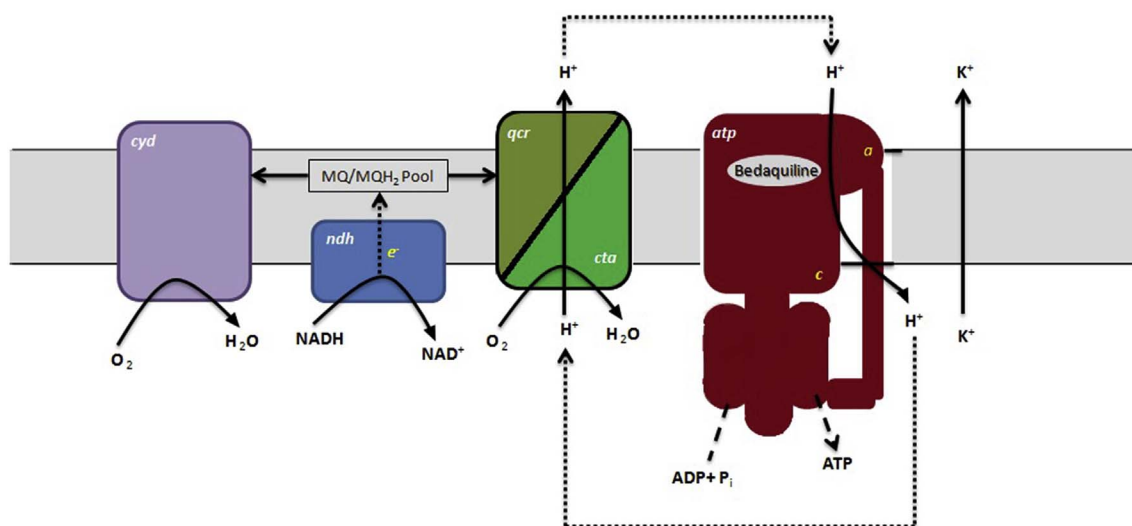 H⁺
H⁺
K⁺
cyd
qcr
atp
a
MQ/MQH₂ Pool
Bedaquiline
ndh
e⁻
cta
c
O₂
H₂O
NADH
NAD⁺
O₂
H⁺
H₂O
H⁺
K⁺
ADP+ Pᵢ
ATP